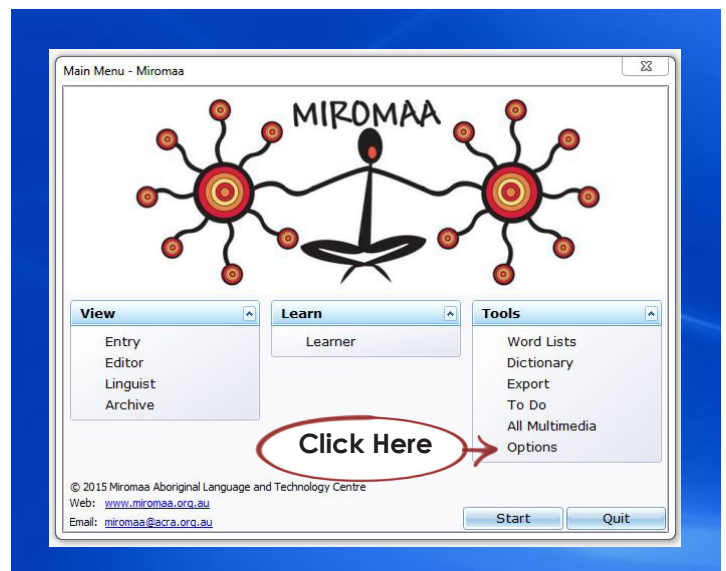 Main Menu - Miromaa
MIROMAA
View
Entry
Editor
Linguist
Archive
Learn
Learner
Tools
Word Lists
Dictionary
Export
To Do
All Multimedia
Options
Click Here
© 2015 Miromaa Aboriginal Language and Technology Centre
Web: www.miromaa.org.au
Email: miromaa@acra.org.au
Start
Quit